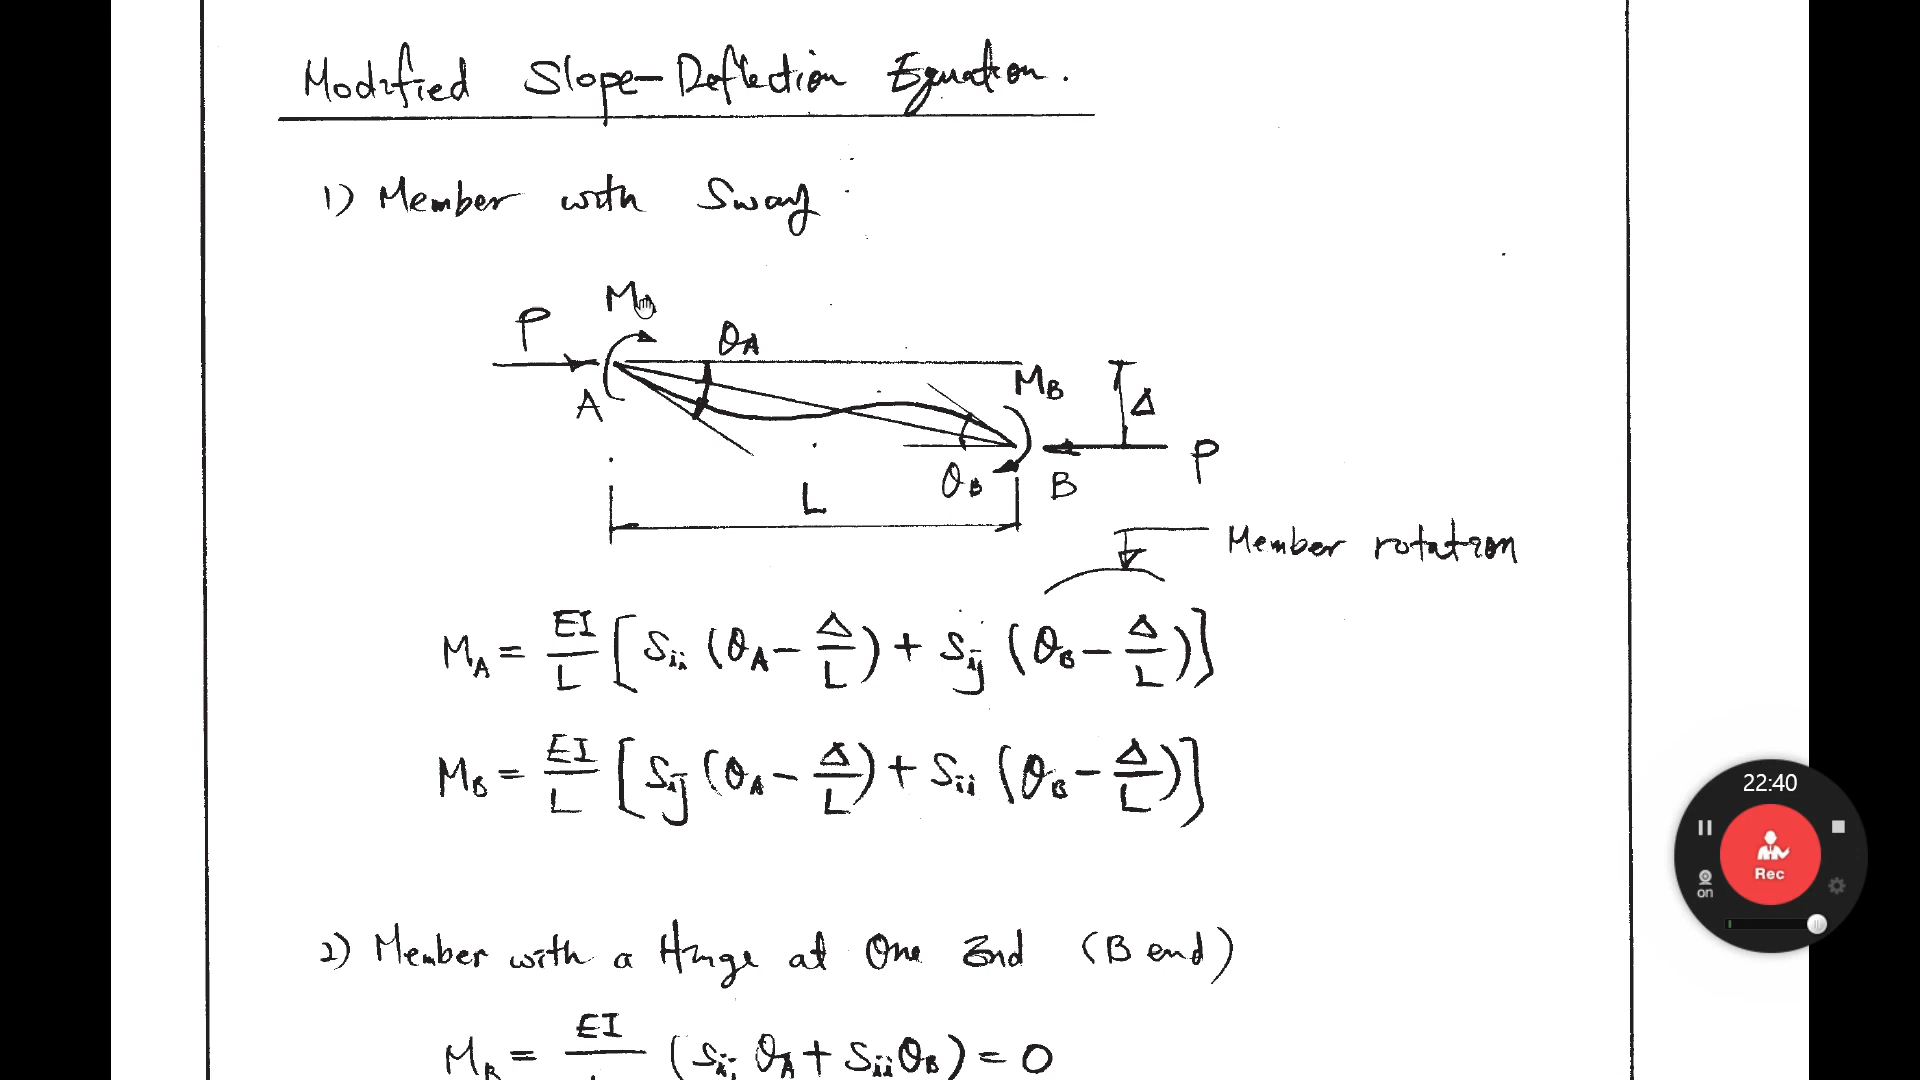 Modified Slope-Deflection Equation.
1) Member with Sway
P
θA
MB
Δ
A
P
θB
B
L
Member rotation
MA = EI/L [Sii (θA - Δ/L) + Sij (θB - Δ/L)]
MB = EI/L [Sij (θA - Δ/L) + Sii (θB - Δ/L)]
22:40
Rec
on
2) Member with a Hinge at One End (B end)
MB = EI (Sij θA + Sii θB) = 0